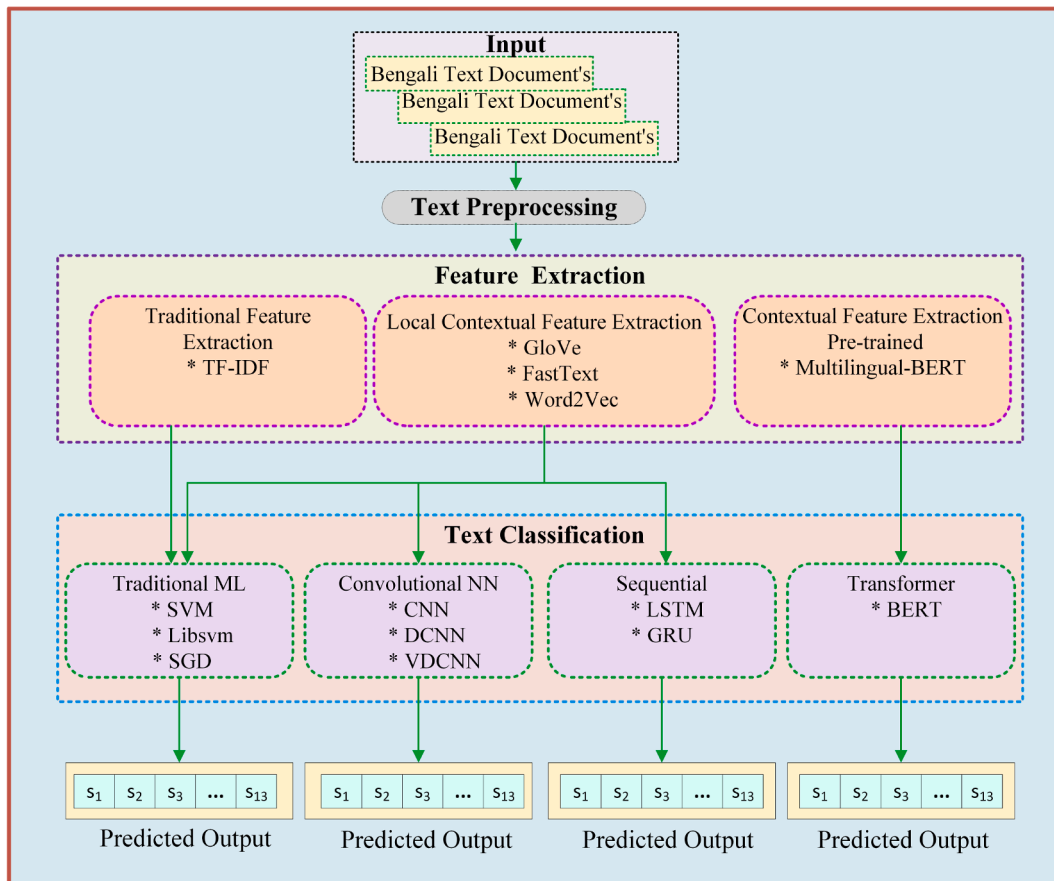 Input
Bengali Text Document's
Bengali Text Document's
Bengali Text Document's
Text Preprocessing
Feature Extraction
Traditional Feature
Extraction
* TF-IDF
Local Contextual Feature Extraction
* GloVe
* FastText
* Word2Vec
Contextual Feature Extraction
Pre-trained
* Multilingual-BERT
Text Classification
Traditional ML
* SVM
* Libsvm
* SGD
Convolutional NN
* CNN
* DCNN
* VDCNN
Sequential
* LSTM
* GRU
Transformer
* BERT
S₁ S₂ S₃ ... S₁₃
Predicted Output
S₁ S₂ S₃ ... S₁₃
Predicted Output
S₁ S₂ S₃ ... S₁₃
Predicted Output
S₁ S₂ S₃ ... S₁₃
Predicted Output